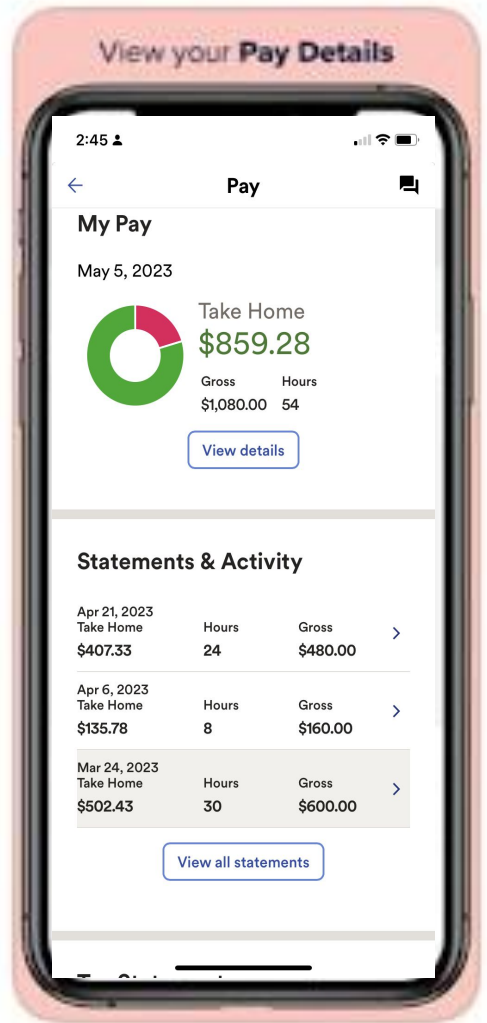 View your Pay Details
2:45
Pay
My Pay
May 5, 2023
Take Home
$859.28
Gross Hours
$1,080.00 54
View details
Statements & Activity
Apr 21, 2023
Take Home Hours Gross
$407.33 24 $480.00
Apr 6, 2023
Take Home Hours Gross
$135.78 8 $160.00
Mar 24, 2023
Take Home Hours Gross
$502.43 30 $600.00
View all statements